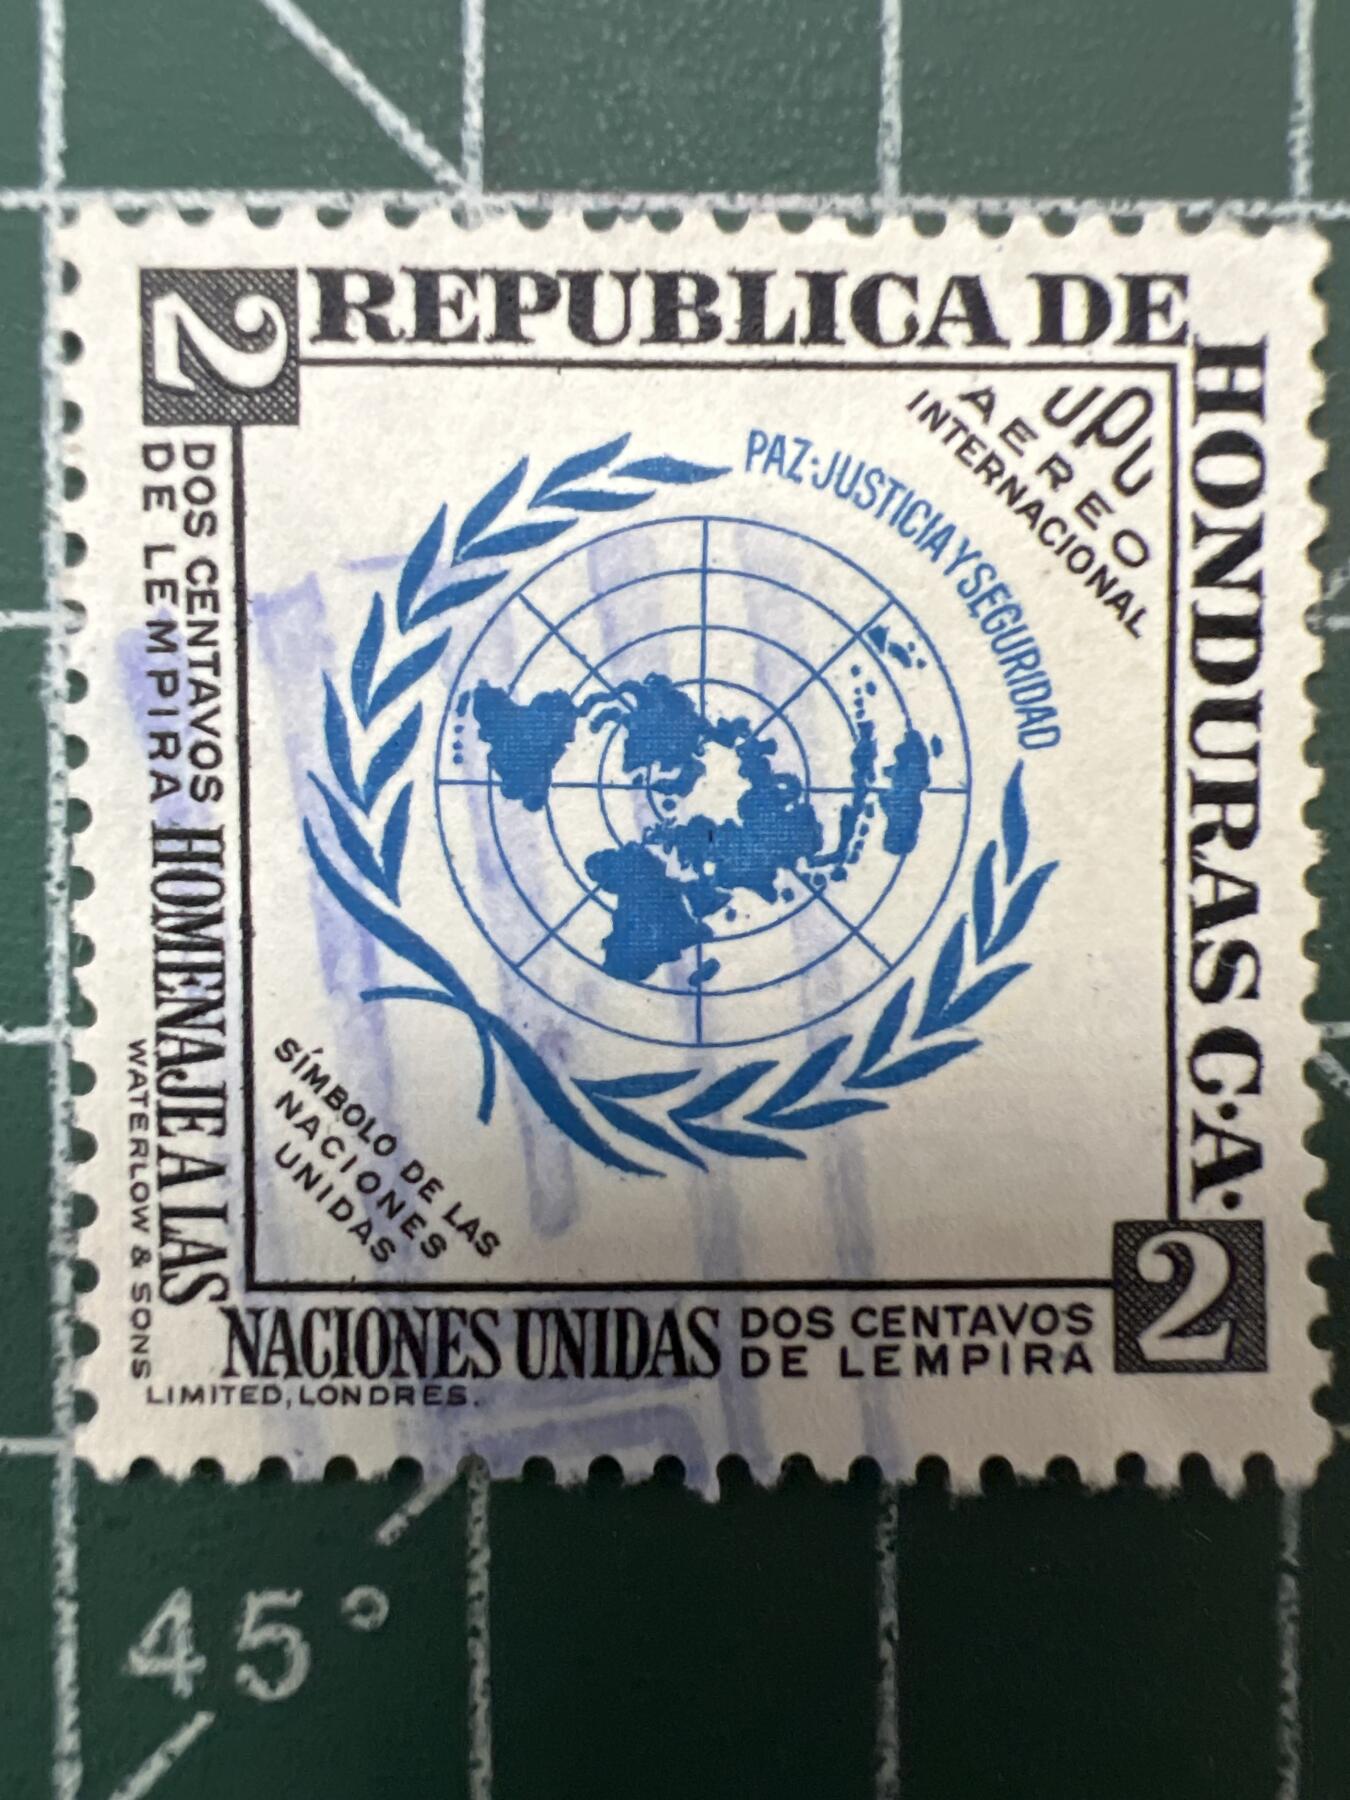 2
REPUBLICA DE
HONDURAS C·A·
UPU
AEREO
INTERNACIONAL
PAZ·JUSTICIA Y SEGURIDAD
DOS CENTAVOS
DE LEMPIRA
HOMENAJE A LAS
NACIONES UNIDAS
SÍMBOLO DE LAS
NACIONES
UNIDAS
DOS CENTAVOS
DE LEMPIRA
2
WATERLOW & SONS
LIMITED, LONDRES.
45°